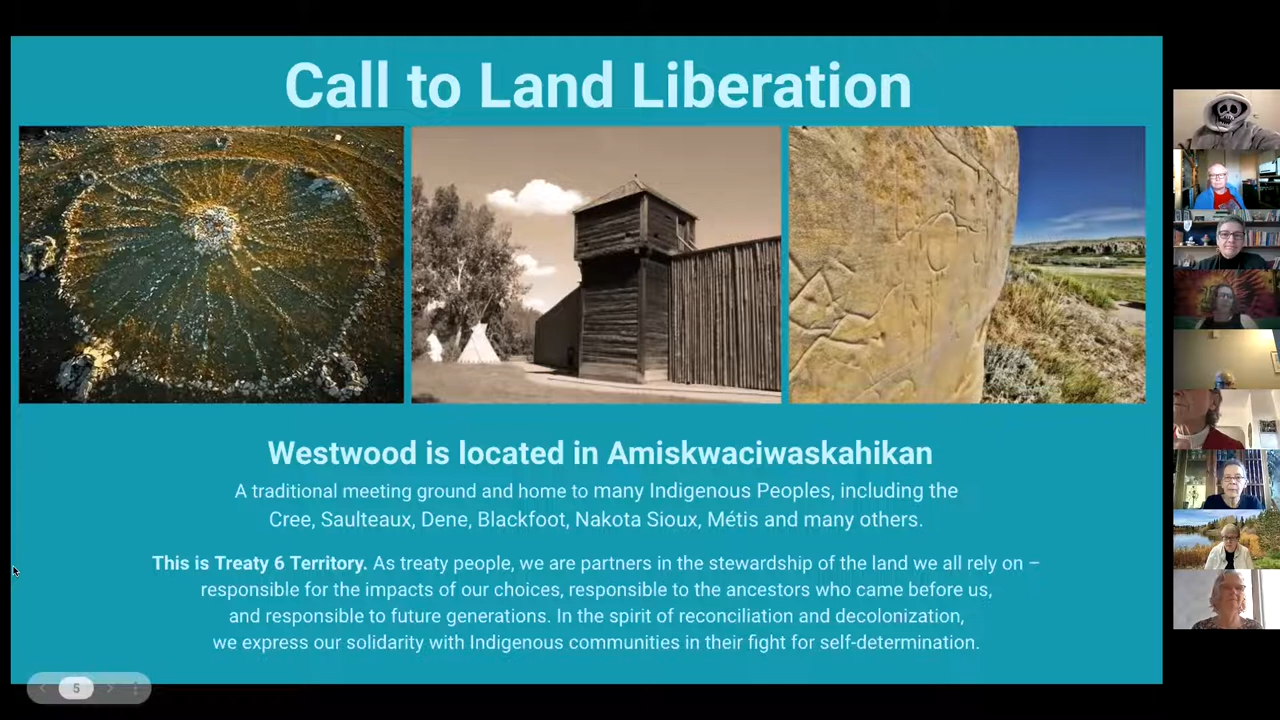 Call to Land Liberation
Westwood is located in Amiskwaciwaskahikan
A traditional meeting ground and home to many Indigenous Peoples, including the
Cree, Saulteaux, Dene, Blackfoot, Nakota Sioux, Métis and many others.
This is Treaty 6 Territory. As treaty people, we are partners in the stewardship of the land we all rely on –
responsible for the impacts of our choices, responsible to the ancestors who came before us,
and responsible to future generations. In the spirit of reconciliation and decolonization,
we express our solidarity with Indigenous communities in their fight for self-determination.
5